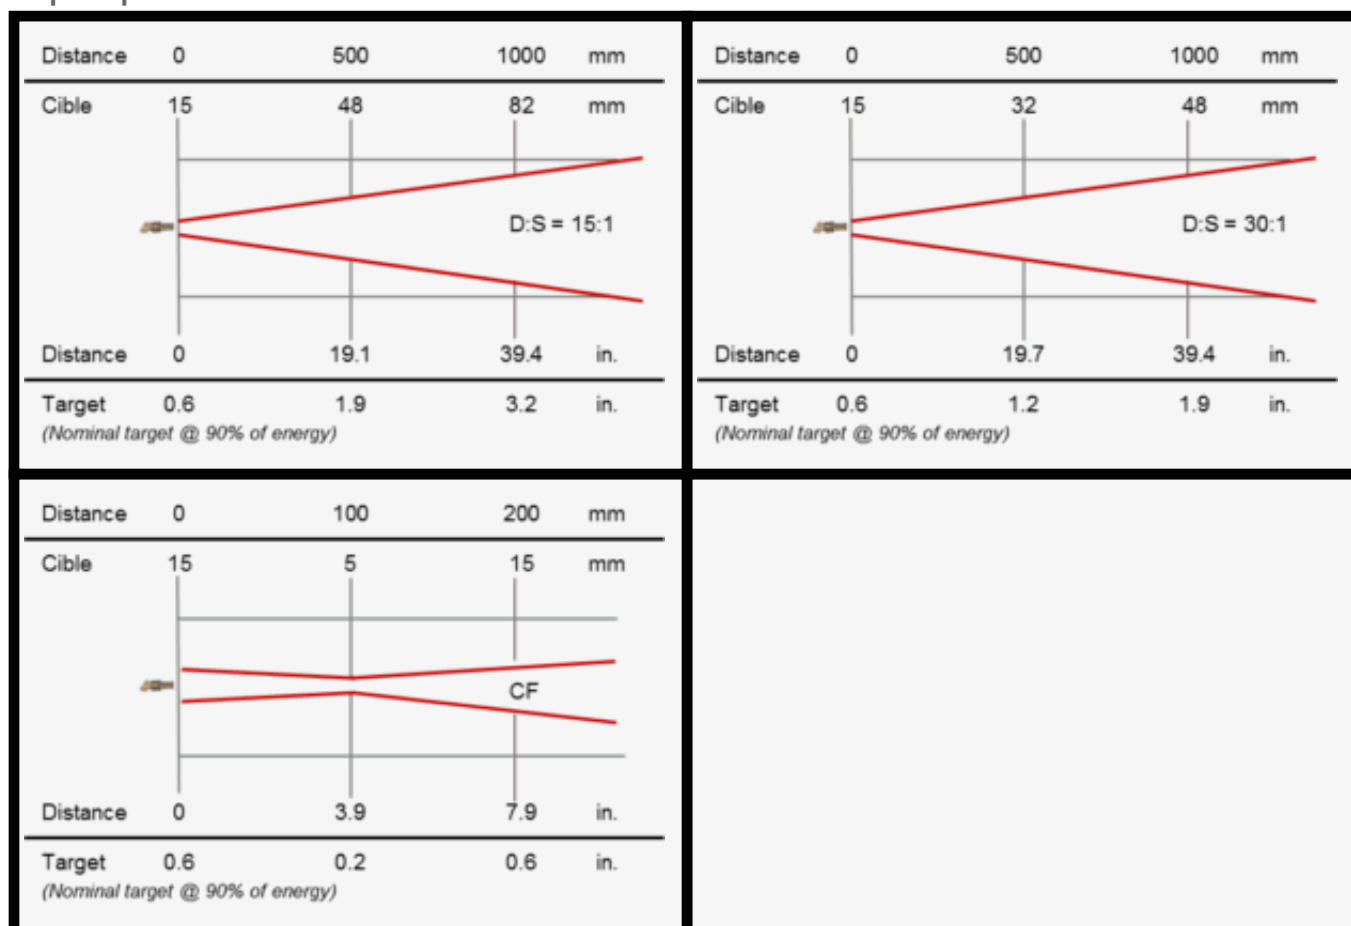 Distance 0 500 1000 mm
Cible 15 48 82 mm
D:S = 15:1
Distance 0 19.1 39.4 in.
Target 0.6 1.9 3.2 in.
(Nominal target @ 90% of energy)
Distance 0 500 1000 mm
Cible 15 32 48 mm
D:S = 30:1
Distance 0 19.7 39.4 in.
Target 0.6 1.2 1.9 in.
(Nominal target @ 90% of energy)
Distance 0 100 200 mm
Cible 15 5 15 mm
CF
Distance 0 3.9 7.9 in.
Target 0.6 0.2 0.6 in.
(Nominal target @ 90% of energy)